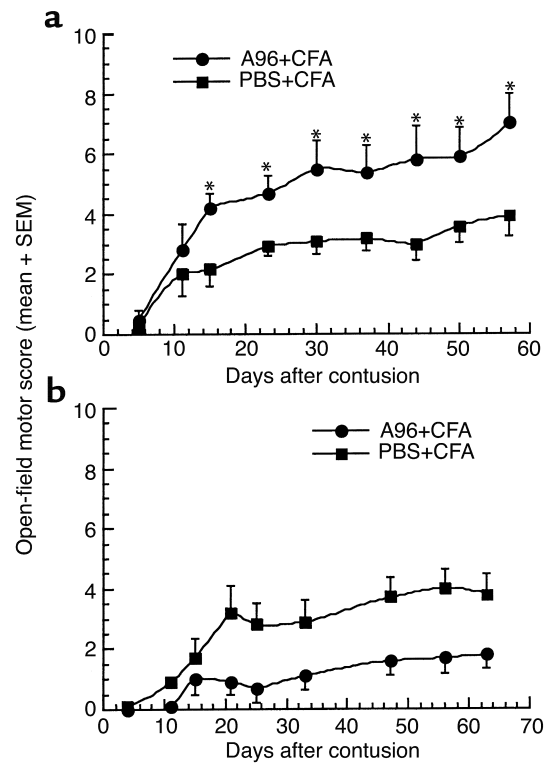 a
10
8
6
4
2
0
A96+CFA
PBS+CFA
* * * * * * *
0 10 20 30 40 50 60
Days after contusion
Open-field motor score (mean + SEM)
b
10
8
6
4
2
0
A96+CFA
PBS+CFA
0 10 20 30 40 50 60 70
Days after contusion